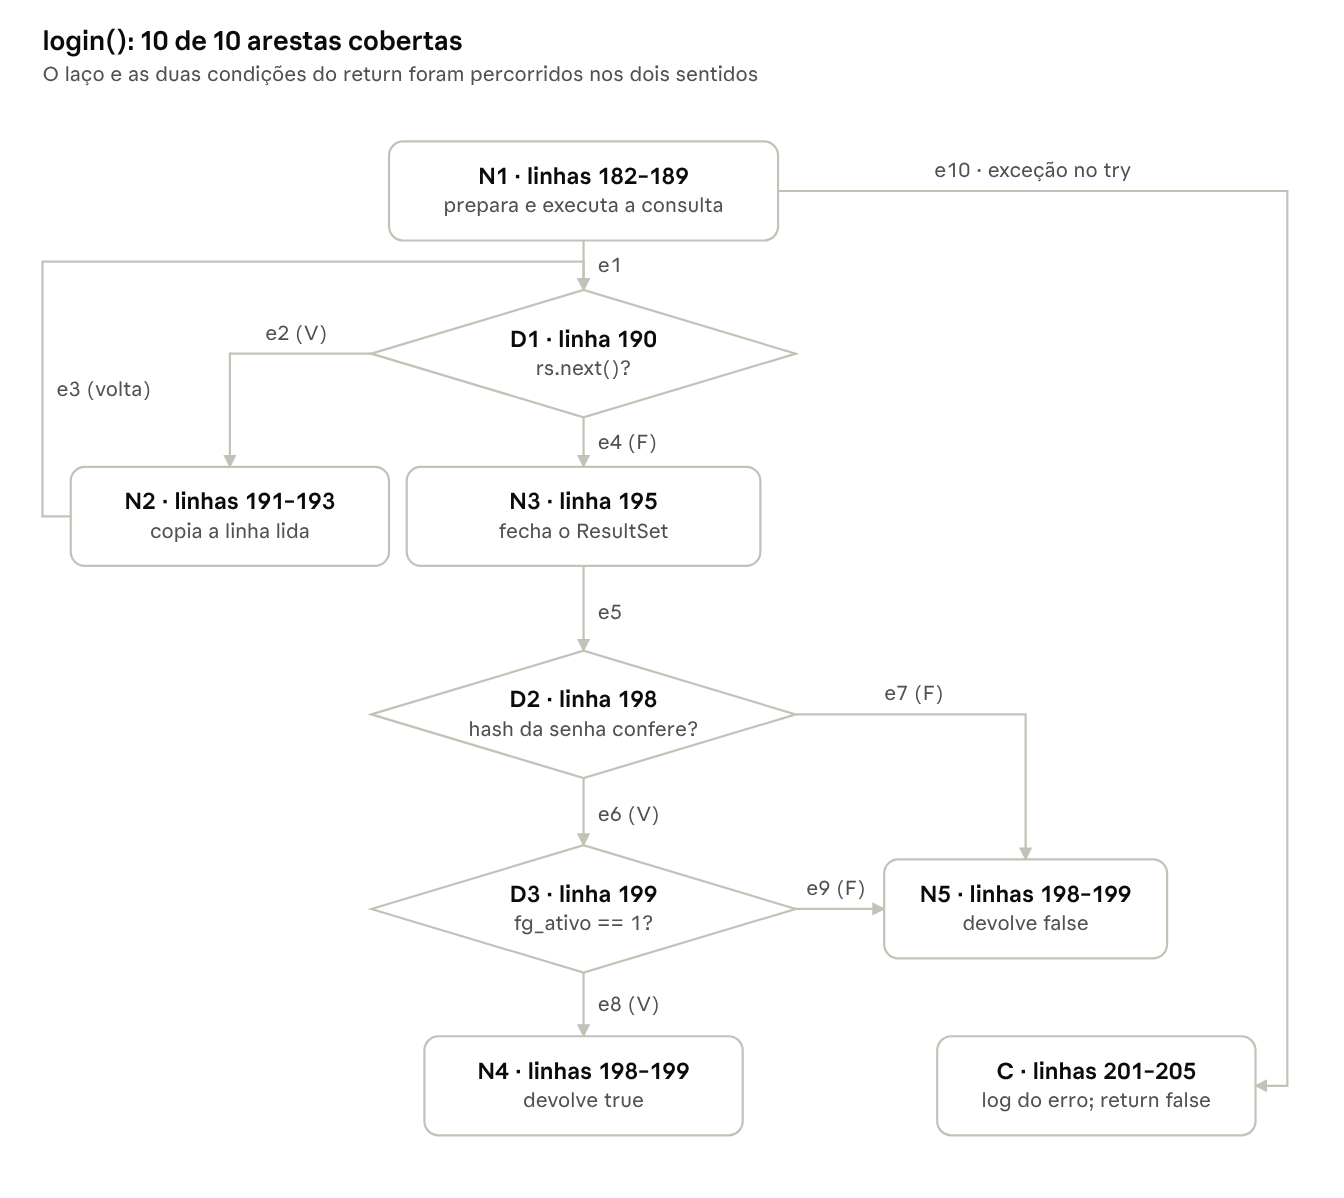 login(): 10 de 10 arestas cobertas
O laço e as duas condições do return foram percorridos nos dois sentidos
N1 · linhas 182–189
prepara e executa a consulta
e10 · exceção no try
e1
D1 · linha 190
rs.next()?
e2 (V)
e3 (volta)
e4 (F)
N2 · linhas 191–193
copia a linha lida
N3 · linha 195
fecha o ResultSet
e5
D2 · linha 198
hash da senha confere?
e7 (F)
e6 (V)
D3 · linha 199
fg_ativo == 1?
e9 (F)
N5 · linhas 198–199
devolve false
e8 (V)
N4 · linhas 198–199
devolve true
C · linhas 201–205
log do erro; return false